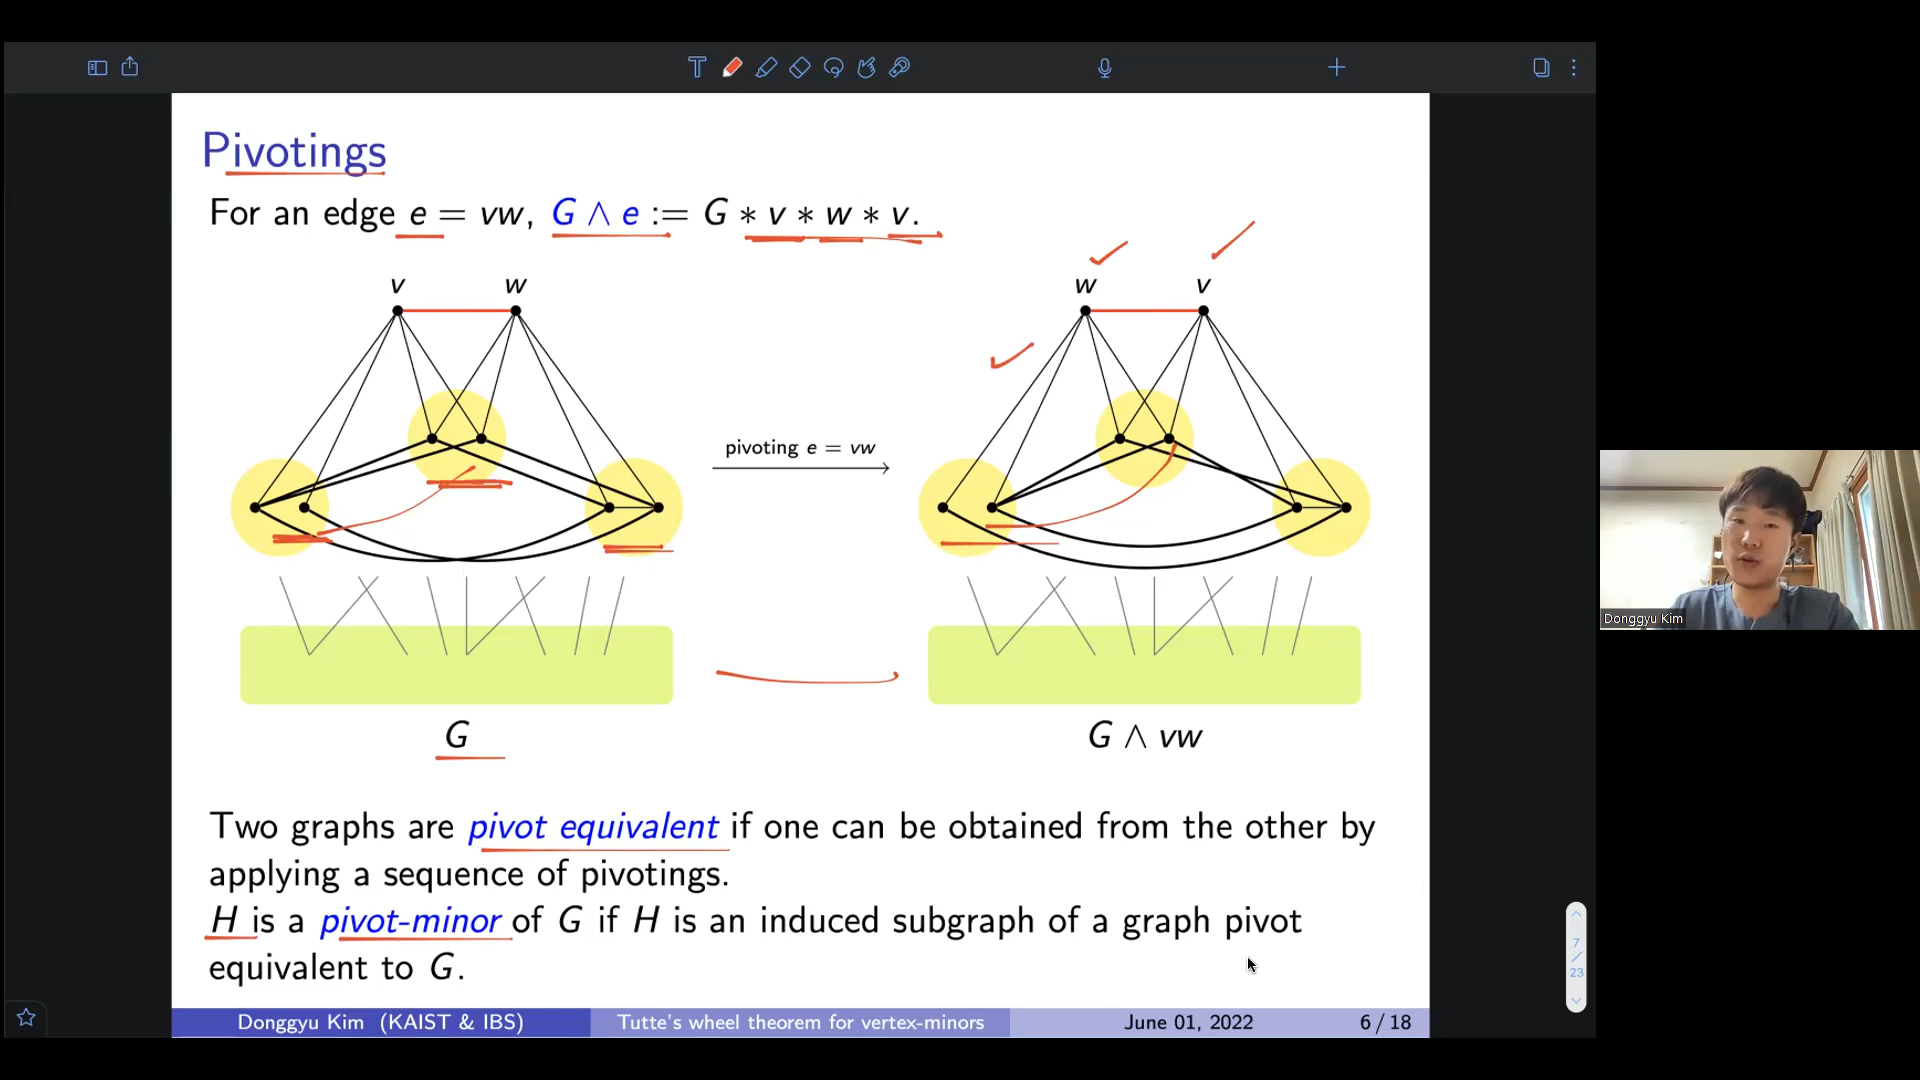 Pivotings
For an edge e = vw, G ∧ e := G ∗ v ∗ w ∗ v.
v w
w v
pivoting e = vw
G
G ∧ vw
Two graphs are pivot equivalent if one can be obtained from the other by
applying a sequence of pivotings.
H is a pivot-minor of G if H is an induced subgraph of a graph pivot
equivalent to G.
Donggyu Kim (KAIST & IBS) Tutte's wheel theorem for vertex-minors June 01, 2022 6 / 18
7
/
23
Donggyu Kim